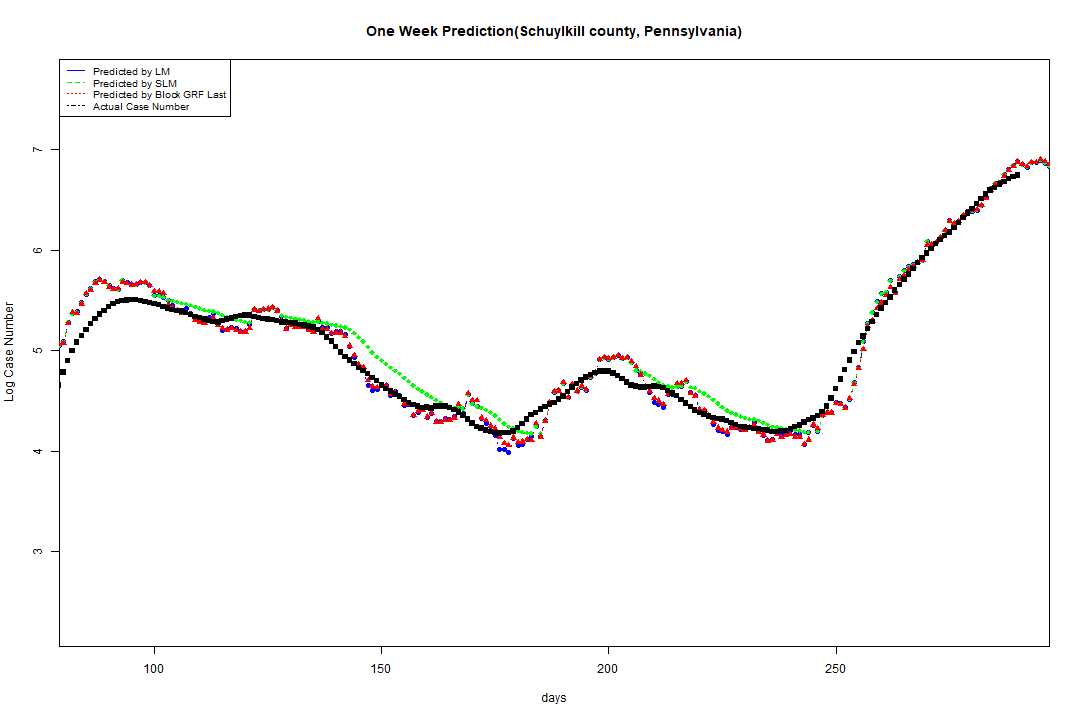 One Week Prediction(Schuylkill county, Pennsylvania)
Predicted by LM
Predicted by SLM
Predicted by Block GRF Last
Actual Case Number
7
6
5
4
3
Log Case Number
100 150 200 250
days